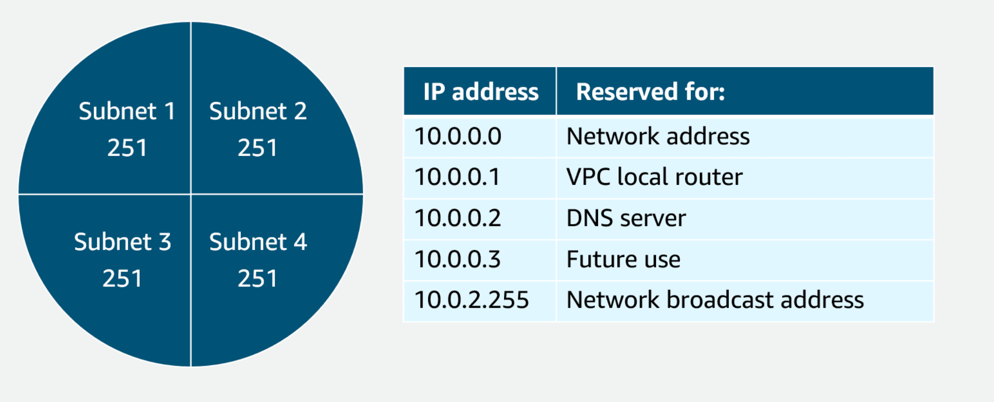 Subnet 1
251
Subnet 2
251
Subnet 3
251
Subnet 4
251
IP address Reserved for:
10.0.0.0 Network address
10.0.0.1 VPC local router
10.0.0.2 DNS server
10.0.0.3 Future use
10.0.2.255 Network broadcast address